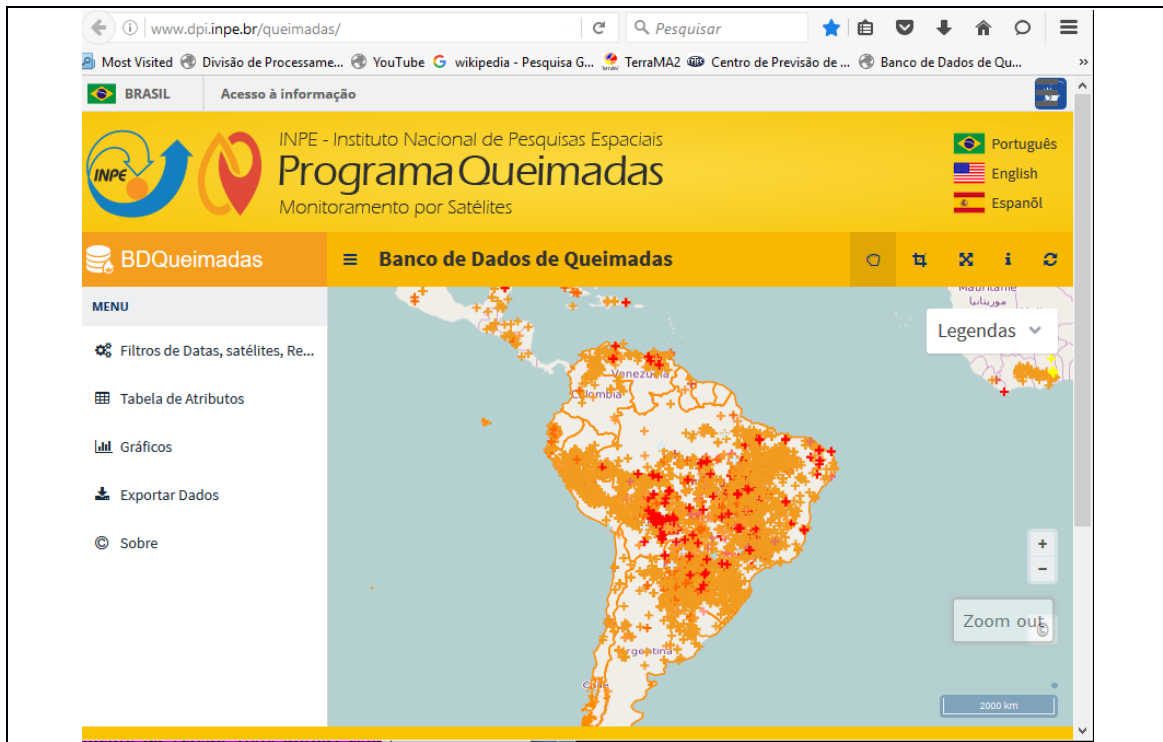 www.dpi.inpe.br/queimadas/
Pesquisar
Most Visited
Divisão de Processame...
YouTube
wikipedia - Pesquisa G...
TerraMA2
Centro de Previsão de ...
Banco de Dados de Qu...
»
BRASIL
Acesso à informação
INPE
INPE - Instituto Nacional de Pesquisas Espaciais
Programa Queimadas
Monitoramento por Satélites
Português
English
Espanõl
BDQueimadas
Banco de Dados de Queimadas
MENU
Filtros de Datas, satélites, Re...
Tabela de Atributos
Gráficos
Exportar Dados
© Sobre
Mauritanie
موريتانيا
Legendas
Venezuela
Colombia
Argentina
Chile
+
−
Zoom out
©
2000 km